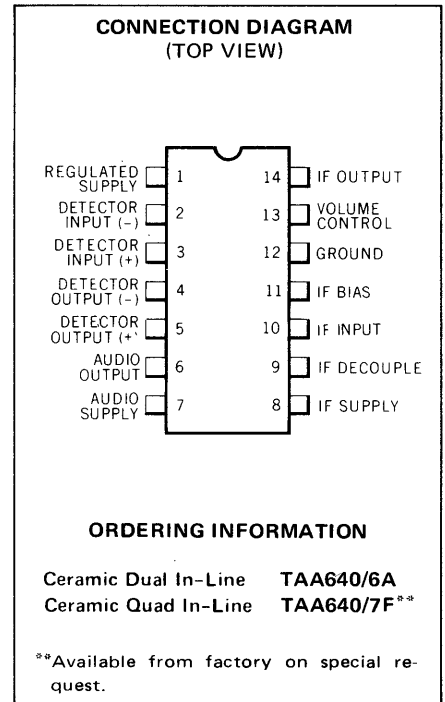 CONNECTION DIAGRAM
(TOP VIEW)
REGULATED
SUPPLY
1
DETECTOR
INPUT (-)
2
DETECTOR
INPUT (+)
3
DETECTOR
OUTPUT (-)
4
DETECTOR
OUTPUT (+'
5
AUDIO
OUTPUT
6
AUDIO
SUPPLY
7
14 IF OUTPUT
13 VOLUME
CONTROL
12 GROUND
11 IF BIAS
10 IF INPUT
9 IF DECOUPLE
8 IF SUPPLY
ORDERING INFORMATION
Ceramic Dual In-Line TAA640/6A
Ceramic Quad In-Line TAA640/7F**
**Available from factory on special re-
quest.